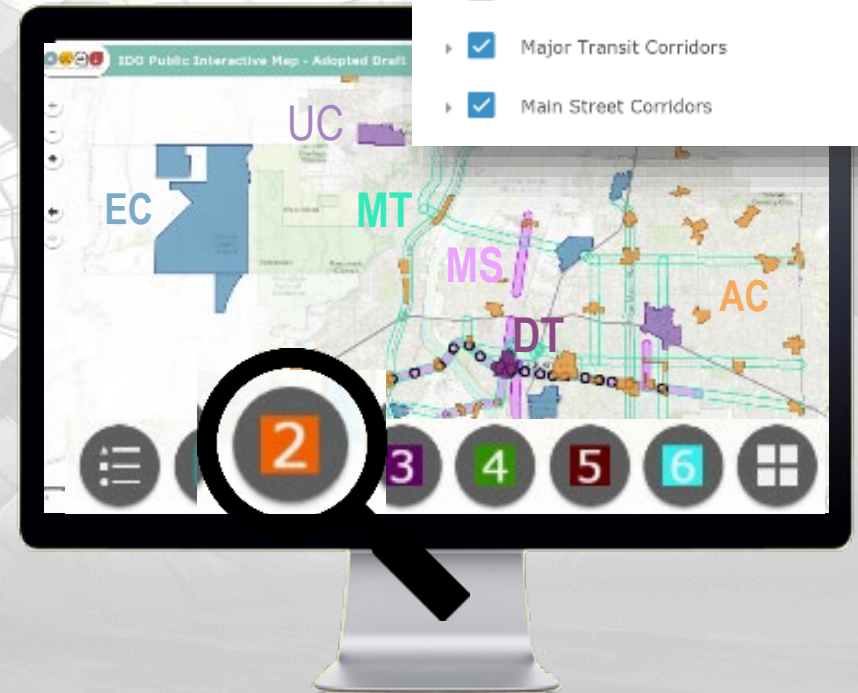 Major Transit Corridors
Main Street Corridors
IDO Public Interactive Map - Adopted Draft
UC
EC
MT
MS
AC
DT
2
3
4
5
6